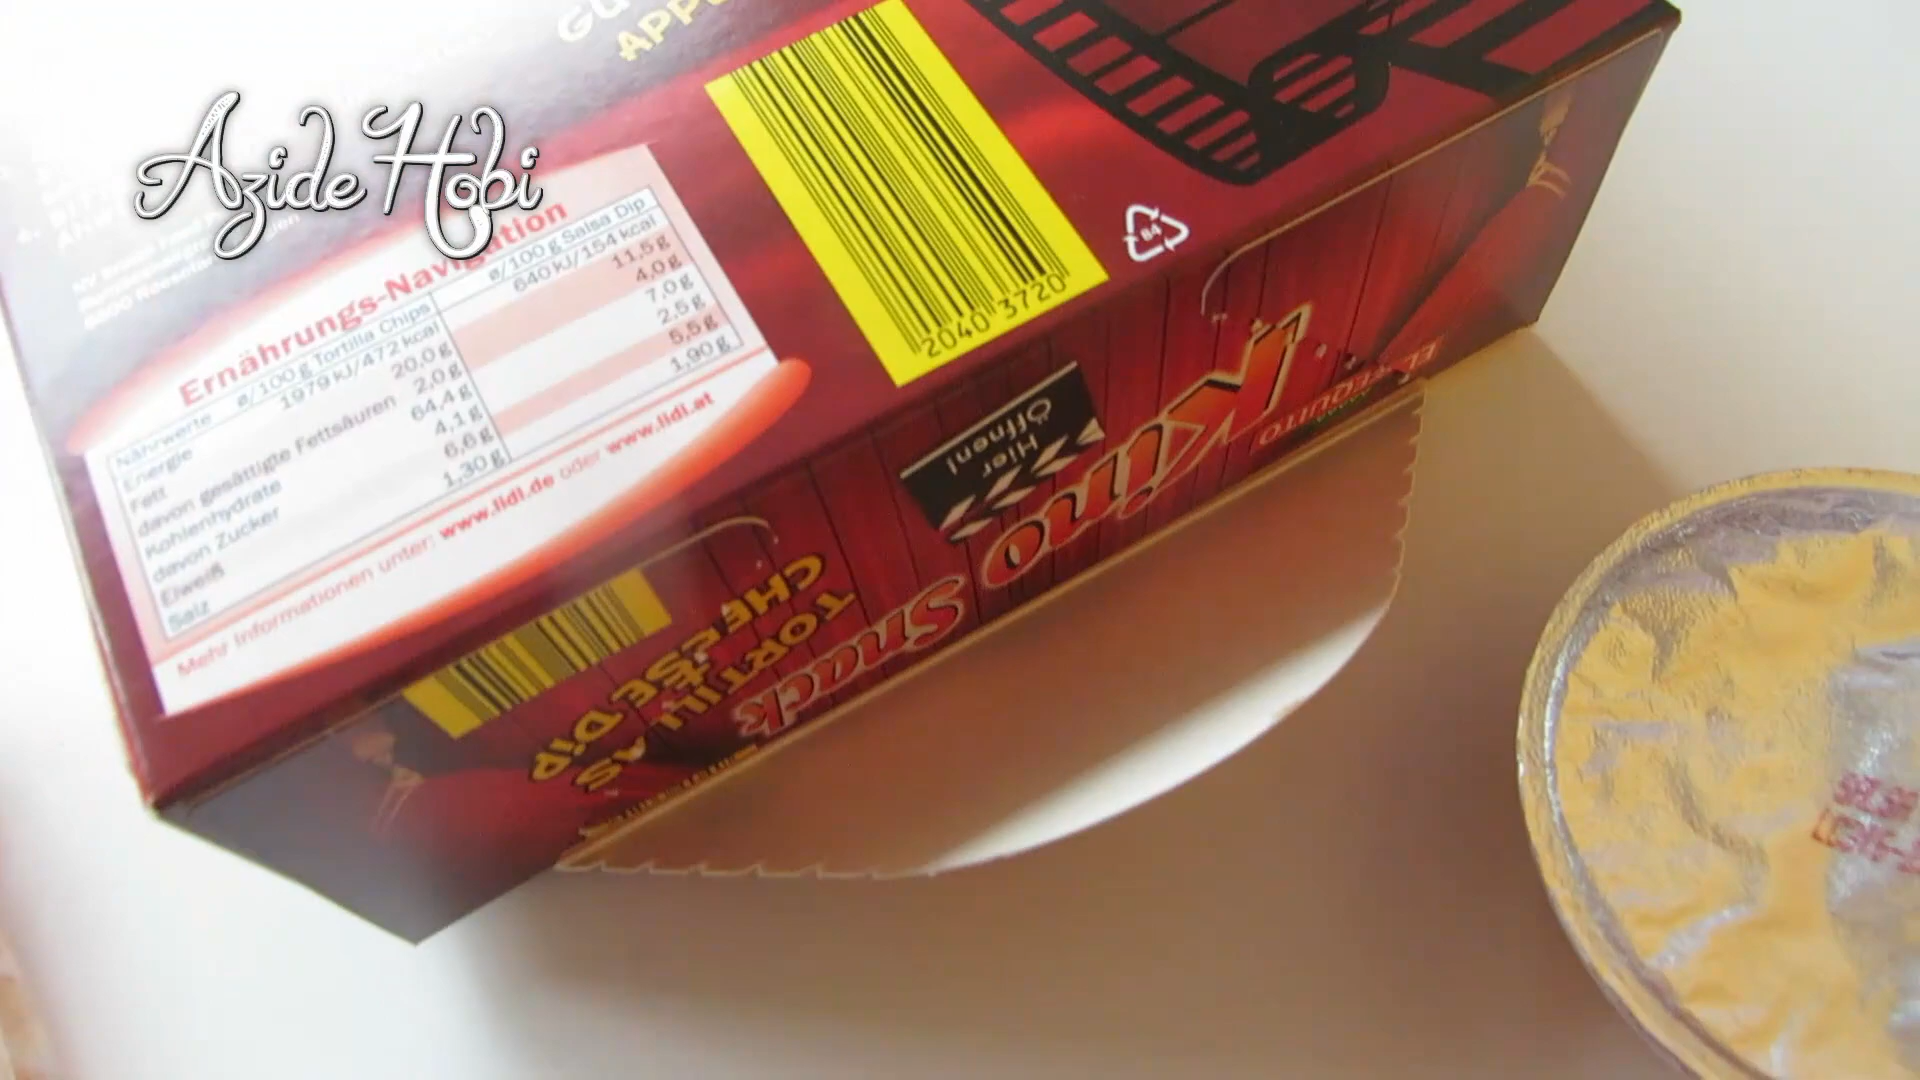 Azide Hobi
Ernährungs-Navigation
Nährwerte ø/100 g Tortilla Chips ø/100 g Salsa Dip
Energie 1979 kJ/472 kcal 640 kJ/154 kcal
Fett 20,0 g 11,5 g
davon gesättigte Fettsäuren 2,0 g 4,0 g
Kohlenhydrate 64,4 g 7,0 g
davon Zucker 4,1 g 2,5 g
Eiweiß 6,6 g 5,5 g
Salz 1,30 g 1,90 g
Mehr Informationen unter: www.lidl.de oder www.lidl.at
2040 3720
84
Hier
Öffnen!
Kino
Snack
TORTILLAS
CHEESE DIP